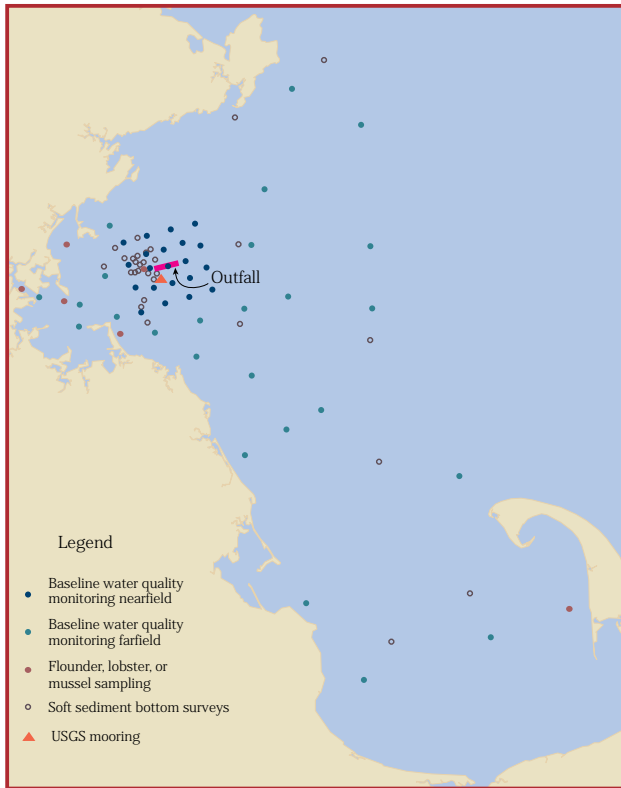 Outfall
Legend
Baseline water quality
monitoring nearfield
Baseline water quality
monitoring farfield
Flounder, lobster, or
mussel sampling
Soft sediment bottom surveys
USGS mooring